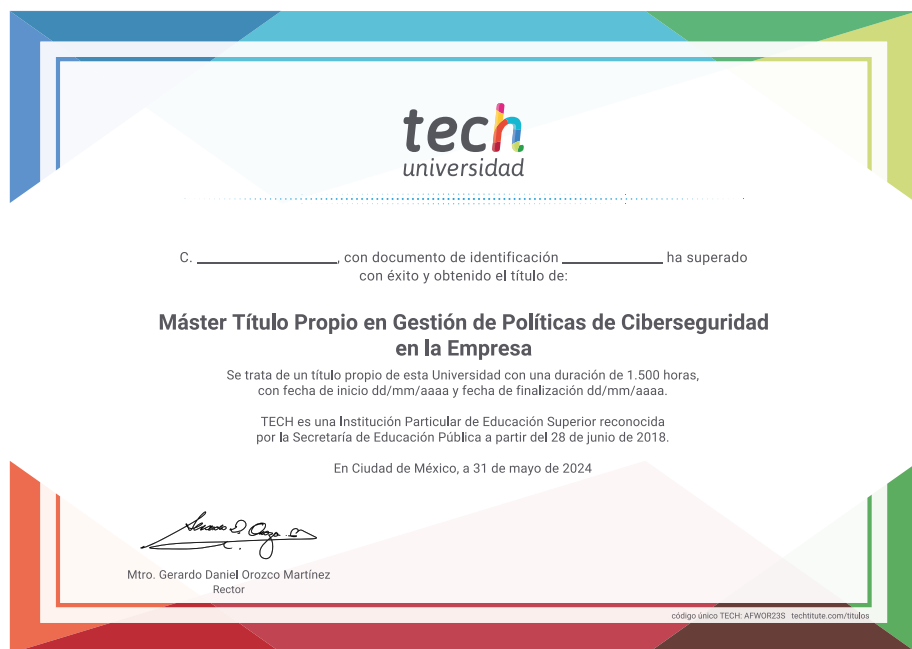 tech
universidad
C. ____________________, con documento de identificación ______________ ha superado
con éxito y obtenido el título de:
Máster Título Propio en Gestión de Políticas de Ciberseguridad
en la Empresa
Se trata de un título propio de esta Universidad con una duración de 1.500 horas,
con fecha de inicio dd/mm/aaaa y fecha de finalización dd/mm/aaaa.
TECH es una Institución Particular de Educación Superior reconocida
por la Secretaría de Educación Pública a partir del 28 de junio de 2018.
En Ciudad de México, a 31 de mayo de 2024
Mtro. Gerardo Daniel Orozco Martínez
Rector
código único TECH: AFWOR23S techtitute.com/titulos